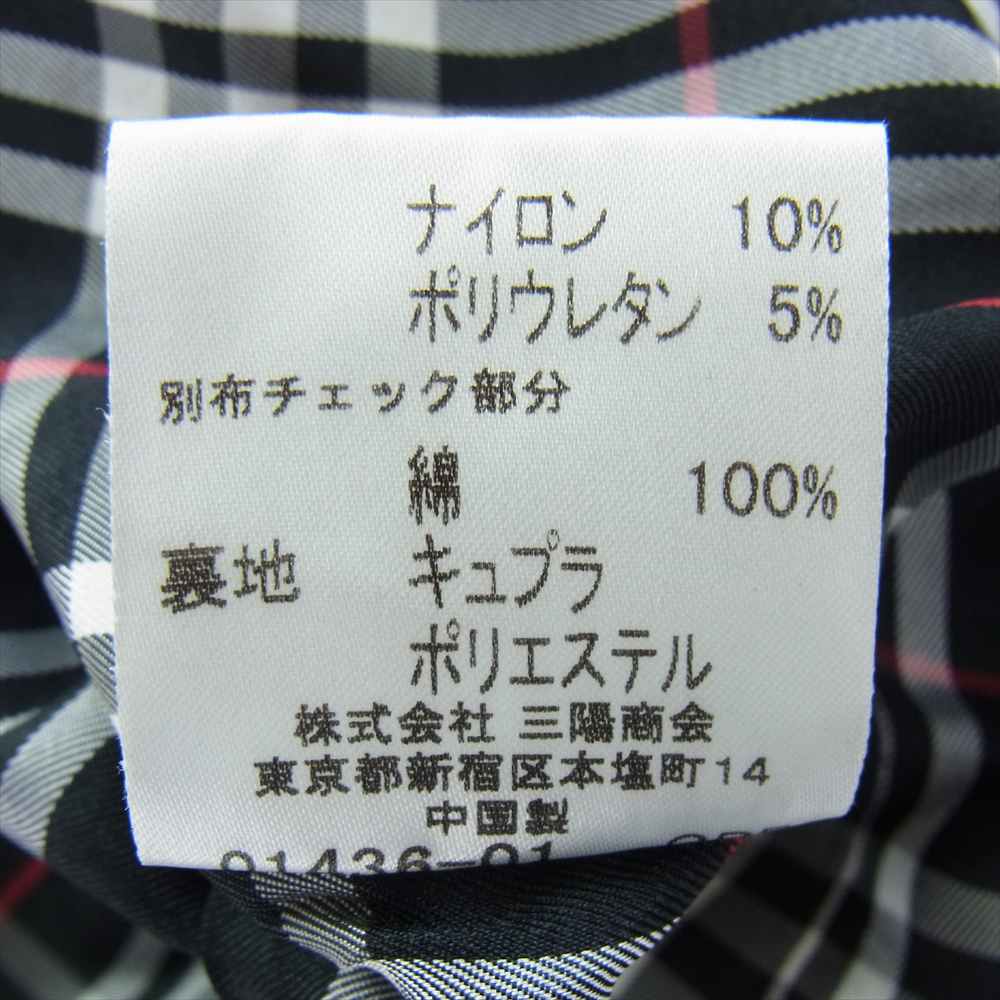 ナイロン 10%
ポリウレタン 5%
別布チェック部分
綿 100%
裏地 キュプラ
ポリエステル
株式会社 三陽商会
東京都新宿区本塩町14
中国製
01436-01